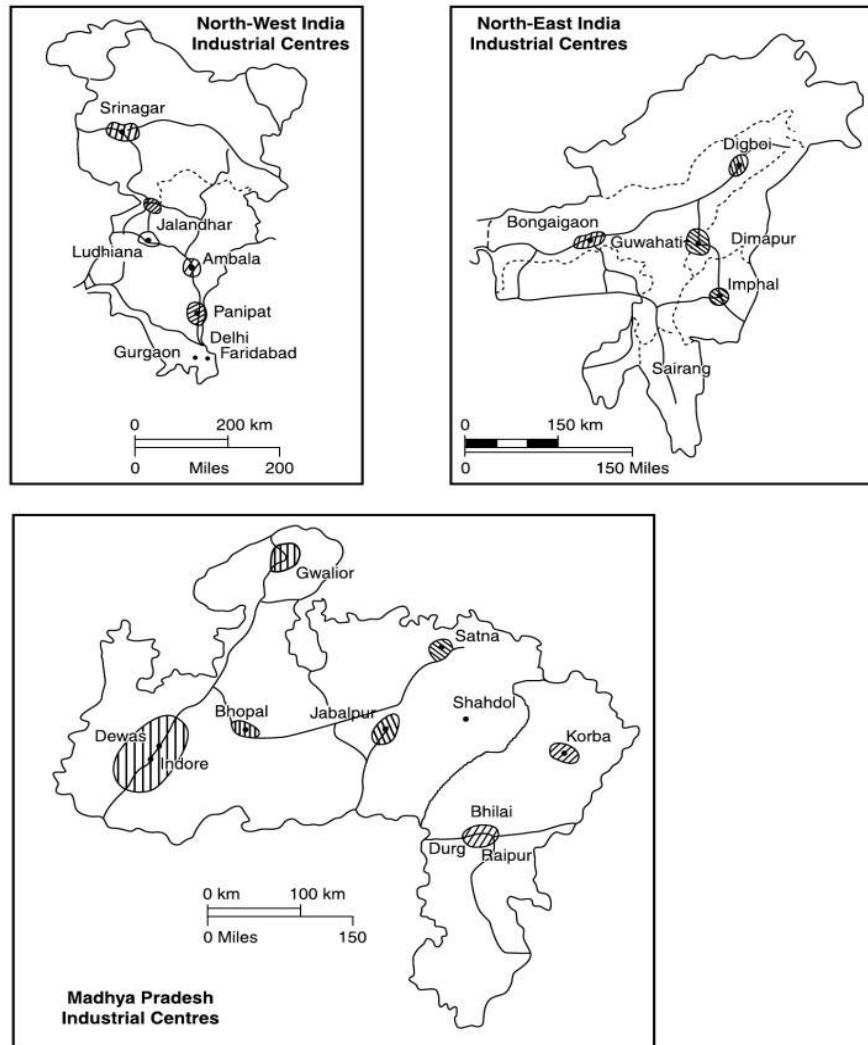 North-West India
Industrial Centres
Srinagar
Jalandhar
Ludhiana
Ambala
Panipat
Delhi
Gurgaon
Faridabad
0 200 km
0 Miles 200
North-East India
Industrial Centres
Digboi
Bongaigaon
Guwahati
Dimapur
Imphal
Sairang
0 150 km
0 150 Miles
Gwalior
Satna
Shahdol
Bhopal
Jabalpur
Dewas
Indore
Korba
Bhilai
Durg
Raipur
0 km 100 km
0 Miles 150
Madhya Pradesh
Industrial Centres